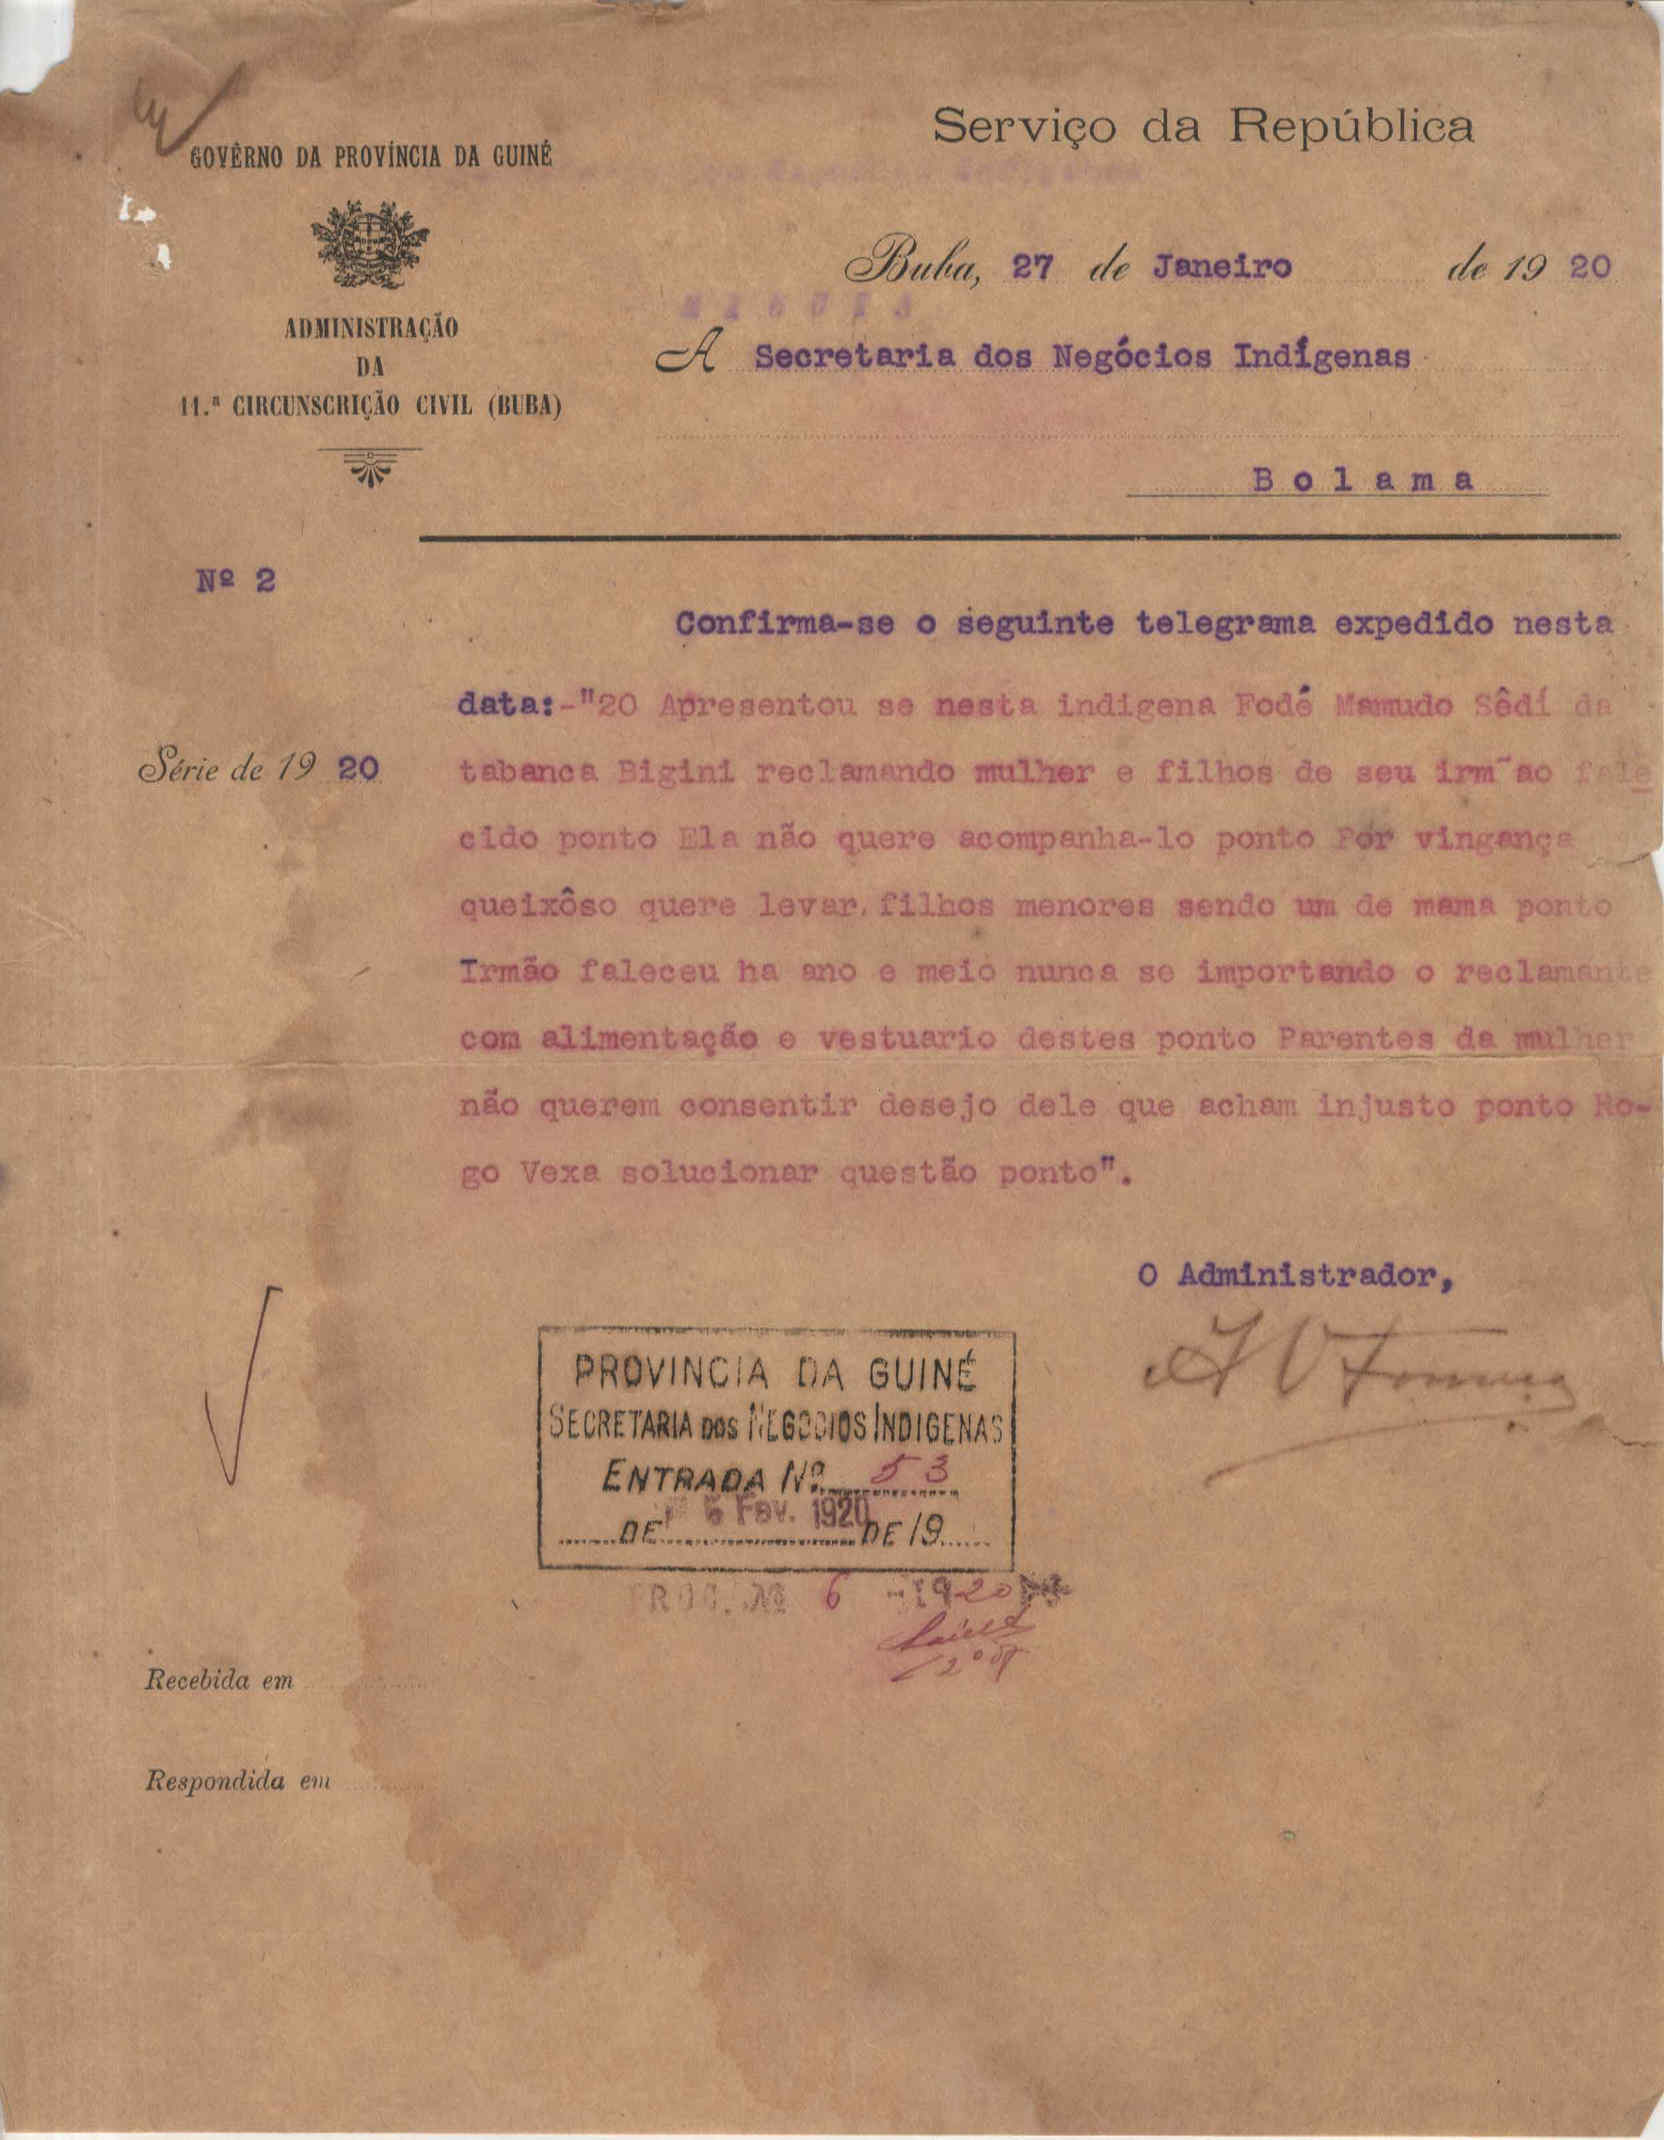 Serviço da República
GOVÊRNO DA PROVÍNCIA DA GUINÉ
ADMINISTRAÇÃO
DA
11.ª CIRCUNSCRIÇÃO CIVIL (BUBA)
Buba, 27 de Janeiro de 19 20
A Secretaria dos Negócios Indígenas
Bolama
Nº 2
Série de 19 20
Confirma-se o seguinte telegrama expedido nesta
data:-"20 Apresentou se nesta indigena Fodé Mamudo Sêdí da
tabanca Bigini reclamando mulher e filhos de seu irm~ao fale
cido ponto Ela não quere acompanha-lo ponto Por vingança
queixôso quere levar filhos menores sendo um de mama ponto
Irmão faleceu ha ano e meio nunca se importando o reclamante
com alimentação e vestuario destes ponto Parentes da mulher
não querem consentir desejo dele que acham injusto ponto Ro-
go Vexa solucionar questão ponto".
O Administrador,
PROVINCIA DA GUINÉ
SECRETARIA DOS NEGOCIOS INDIGENAS
ENTRADA Nº 53
DE 6 Fev. 1920 DE 19
PROC. Nº 6 -1920
Recebida em
Respondida em